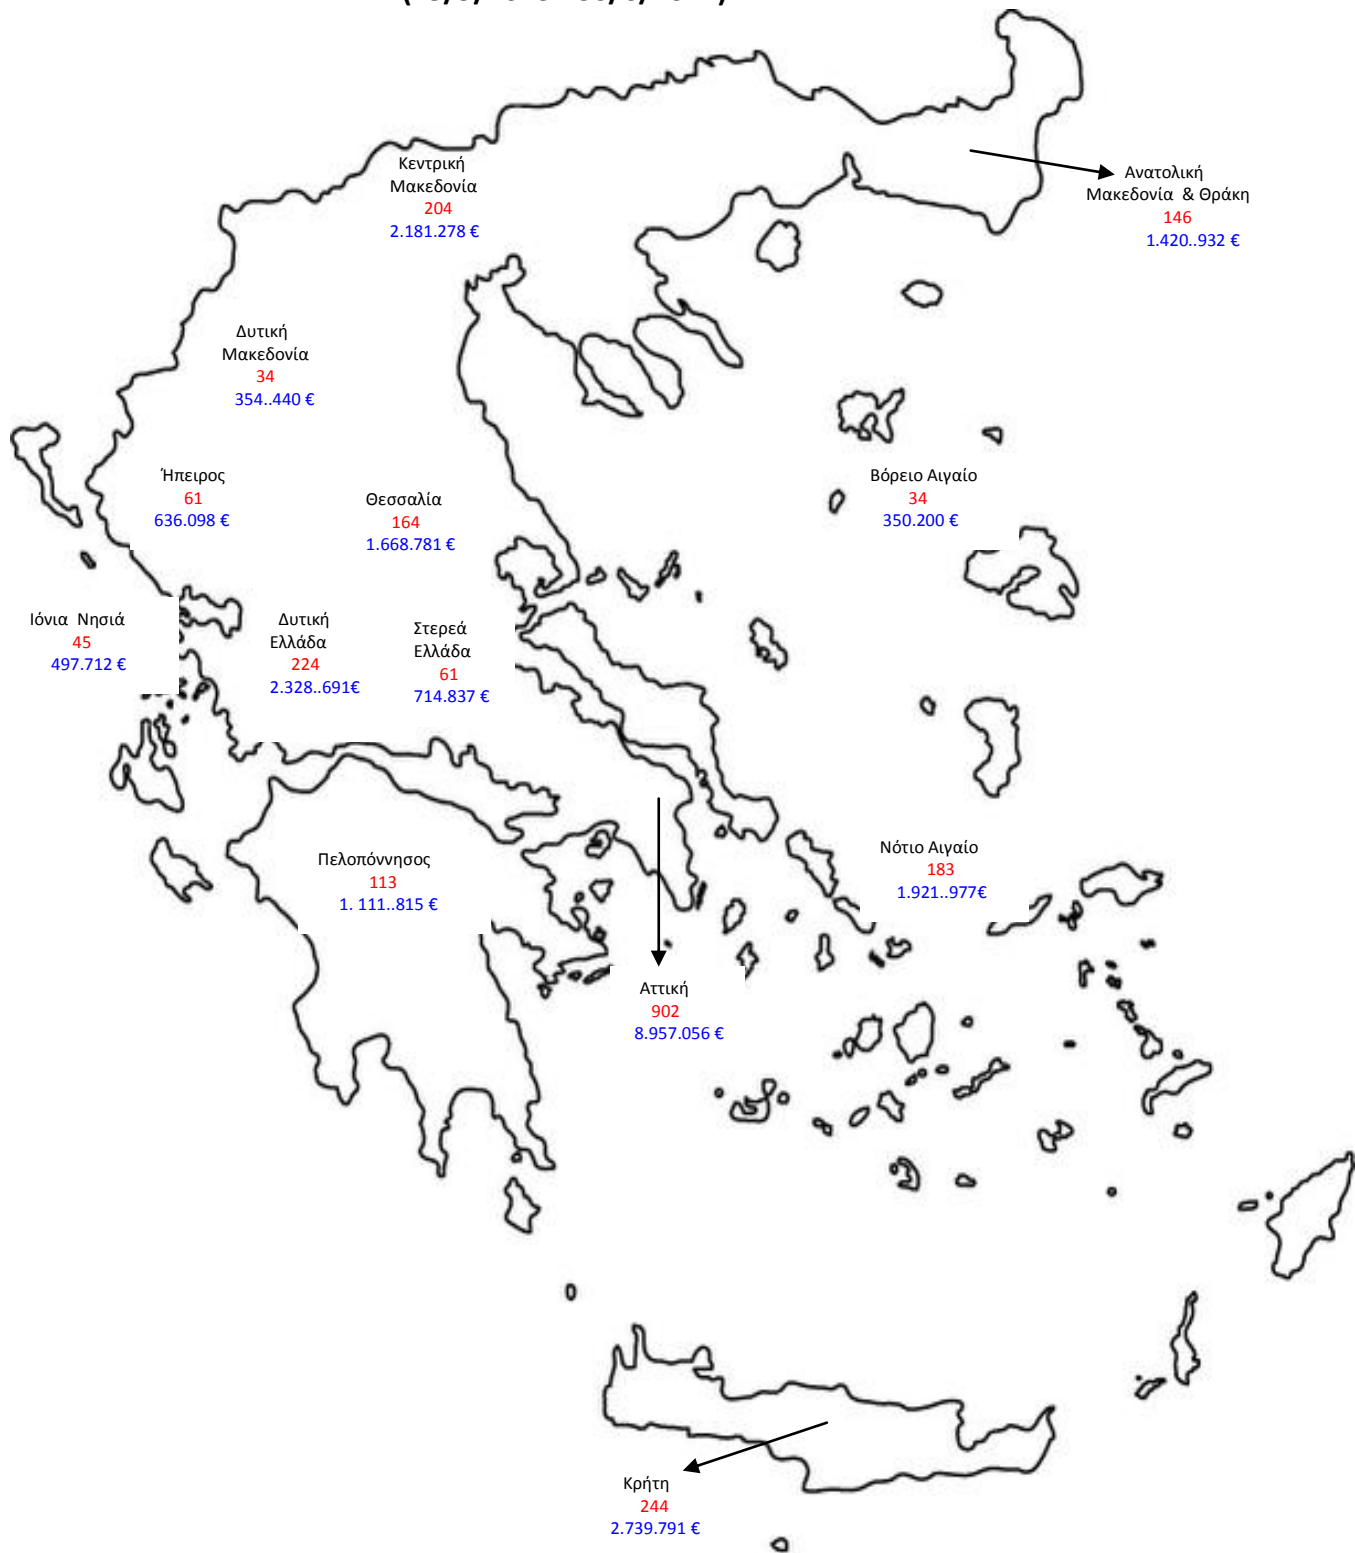 Κεντρική
Μακεδονία
204
2.181.278 €
Ανατολική
Μακεδονία & Θράκη
146
1.420..932 €
Δυτική
Μακεδονία
34
354..440 €
Ήπειρος
61
636.098 €
Θεσσαλία
164
1.668.781 €
Βόρειο Αιγαίο
34
350.200 €
Ιόνια Νησιά
45
497.712 €
Δυτική
Ελλάδα
224
2.328..691€
Στερεά
Ελλάδα
61
714.837 €
Πελοπόννησος
113
1. 111..815 €
Νότιο Αιγαίο
183
1.921..977€
Αττική
902
8.957.056 €
Κρήτη
244
2.739.791 €